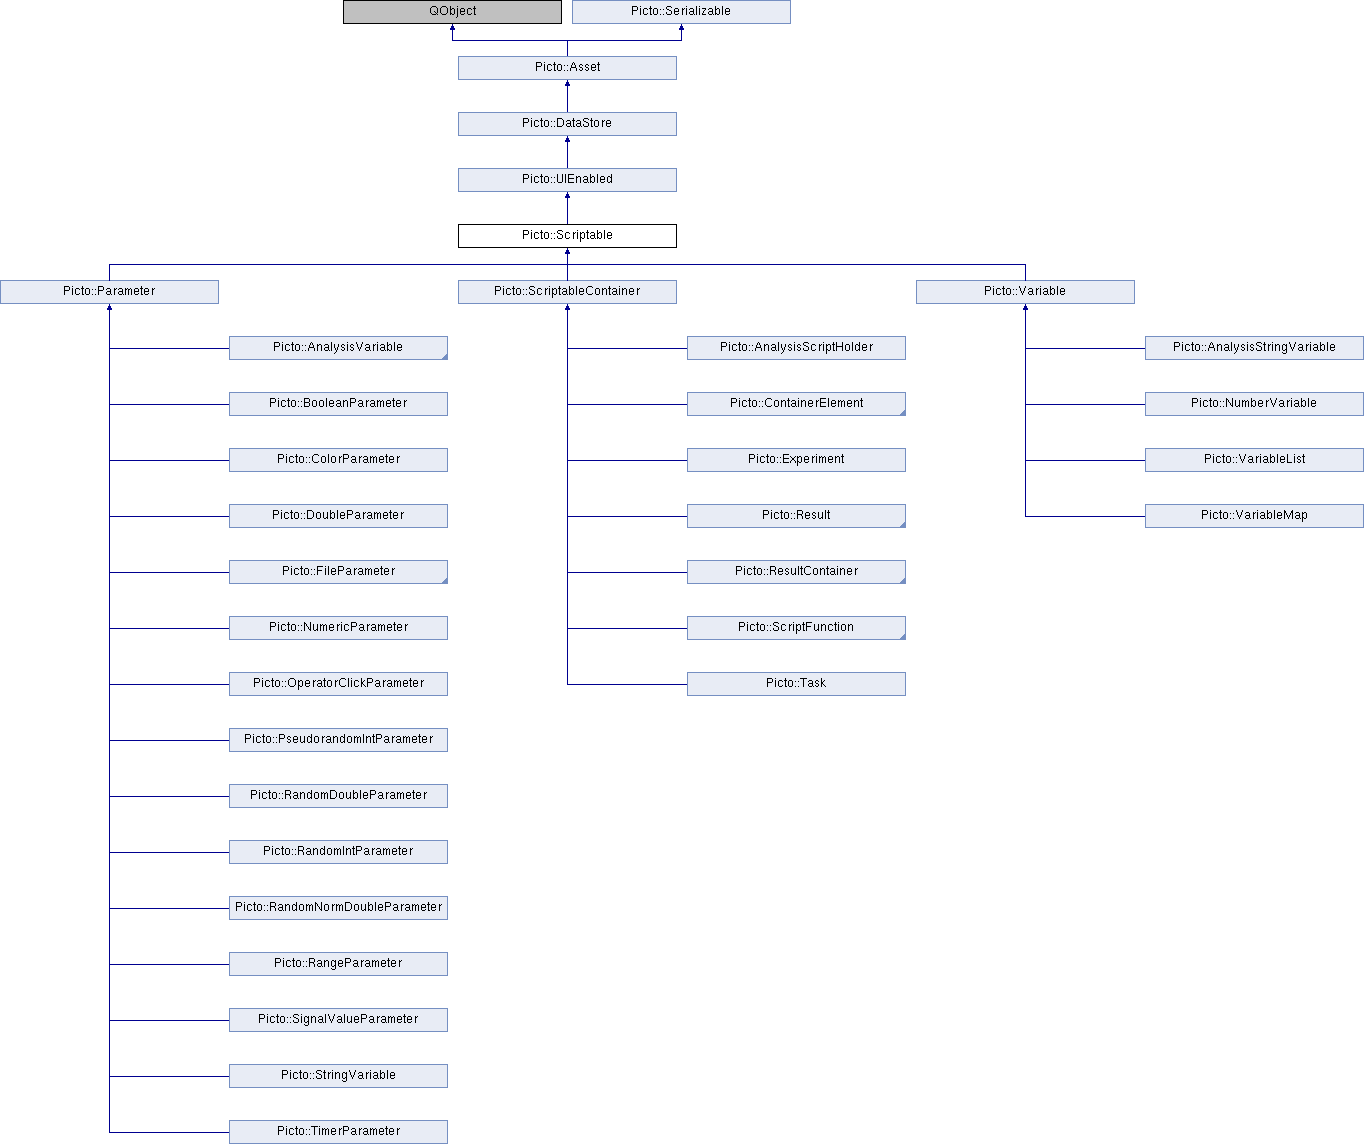 QObject
Picto::Serializable
Picto::Asset
Picto::DataStore
Picto::UIEnabled
Picto::Scriptable
Picto::Parameter
Picto::ScriptableContainer
Picto::Variable
Picto::AnalysisVariable
Picto::AnalysisScriptHolder
Picto::AnalysisStringVariable
Picto::BooleanParameter
Picto::ContainerElement
Picto::NumberVariable
Picto::ColorParameter
Picto::Experiment
Picto::VariableList
Picto::DoubleParameter
Picto::Result
Picto::VariableMap
Picto::FileParameter
Picto::ResultContainer
Picto::NumericParameter
Picto::ScriptFunction
Picto::OperatorClickParameter
Picto::Task
Picto::PseudorandomIntParameter
Picto::RandomDoubleParameter
Picto::RandomIntParameter
Picto::RandomNormDoubleParameter
Picto::RangeParameter
Picto::SignalValueParameter
Picto::StringVariable
Picto::TimerParameter